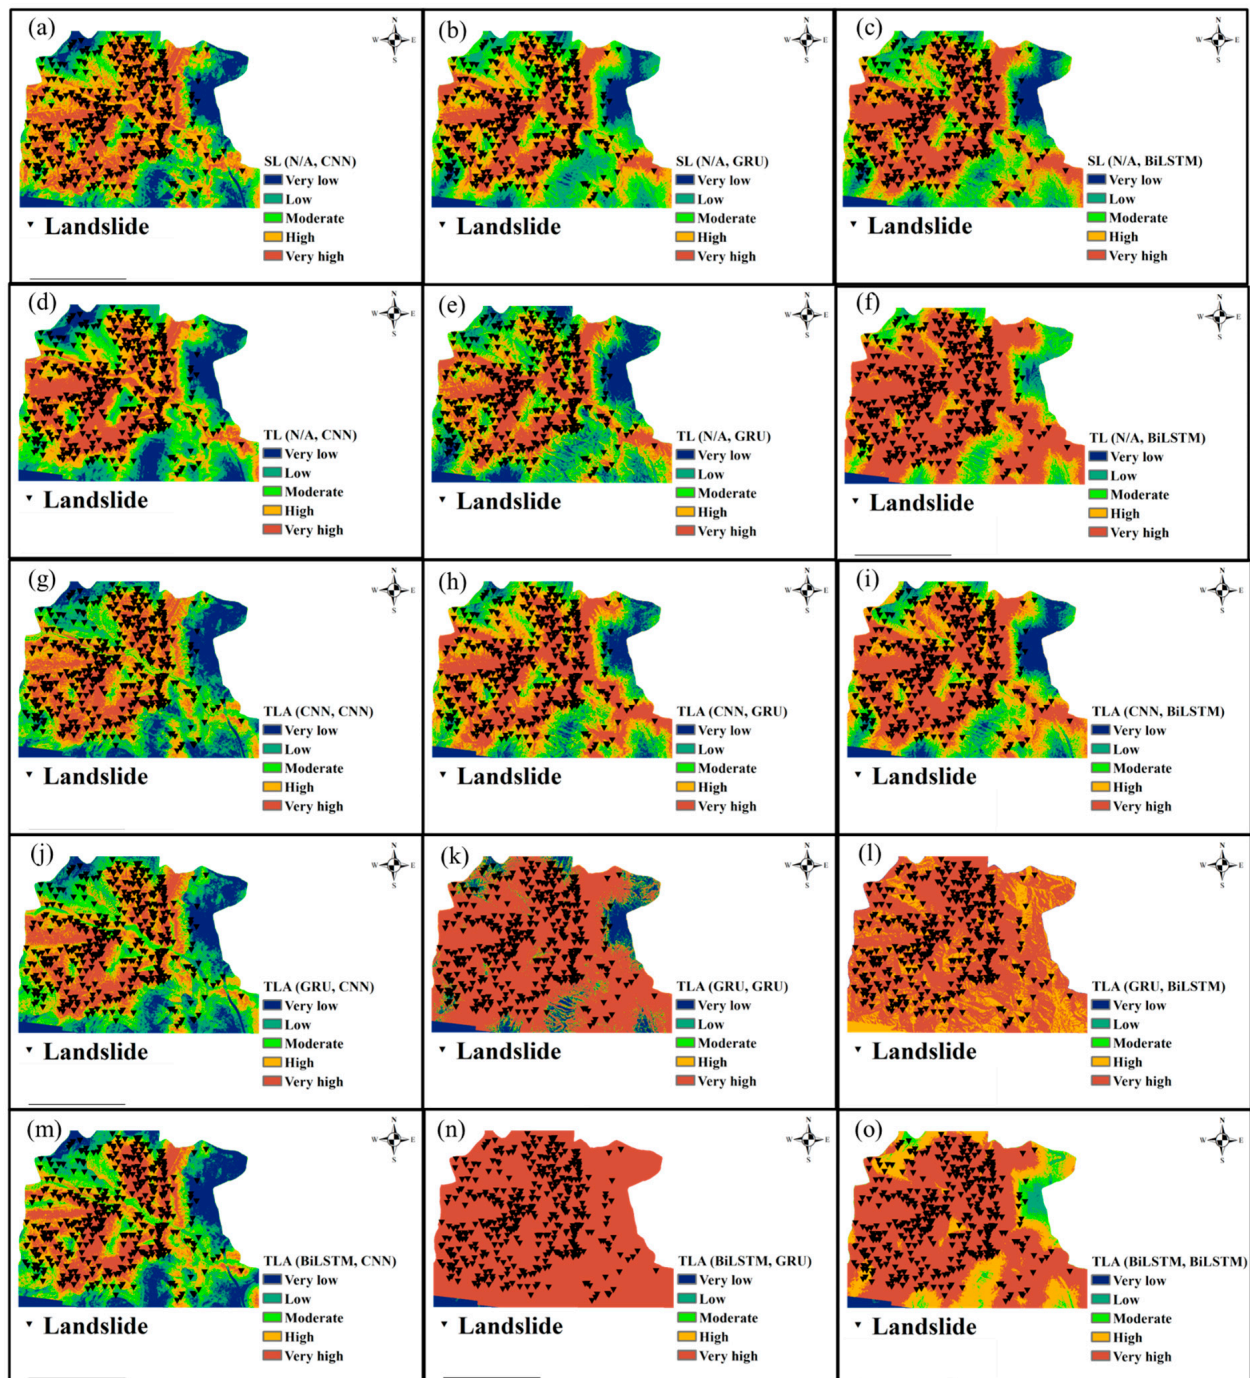 (a)
N
W E
S
SL (N/A, CNN)
Very low
Low
Moderate
High
Very high
Landslide
(b)
N
W E
S
SL (N/A, GRU)
Very low
Low
Moderate
High
Very high
Landslide
(c)
N
W E
S
SL (N/A, BiLSTM)
Very low
Low
Moderate
High
Very high
Landslide
(d)
N
W E
S
TL (N/A, CNN)
Very low
Low
Moderate
High
Very high
Landslide
(e)
N
W E
S
TL (N/A, GRU)
Very low
Low
Moderate
High
Very high
Landslide
(f)
N
W E
S
TL (N/A, BiLSTM)
Very low
Low
Moderate
High
Very high
Landslide
(g)
N
W E
S
TLA (CNN, CNN)
Very low
Low
Moderate
High
Very high
Landslide
(h)
N
W E
S
TLA (CNN, GRU)
Very low
Low
Moderate
High
Very high
Landslide
(i)
N
W E
S
TLA (CNN, BiLSTM)
Very low
Low
Moderate
High
Very high
Landslide
(j)
N
W E
S
TLA (GRU, CNN)
Very low
Low
Moderate
High
Very high
Landslide
(k)
N
W E
S
TLA (GRU, GRU)
Very low
Low
Moderate
High
Very high
Landslide
(l)
N
W E
S
TLA (GRU, BiLSTM)
Very low
Low
Moderate
High
Very high
Landslide
(m)
N
W E
S
TLA (BiLSTM, CNN)
Very low
Low
Moderate
High
Very high
Landslide
(n)
N
W E
S
TLA (BiLSTM, GRU)
Very low
Low
Moderate
High
Very high
Landslide
(o)
N
W E
S
TLA (BiLSTM, BiLSTM)
Very low
Low
Moderate
High
Very high
Landslide